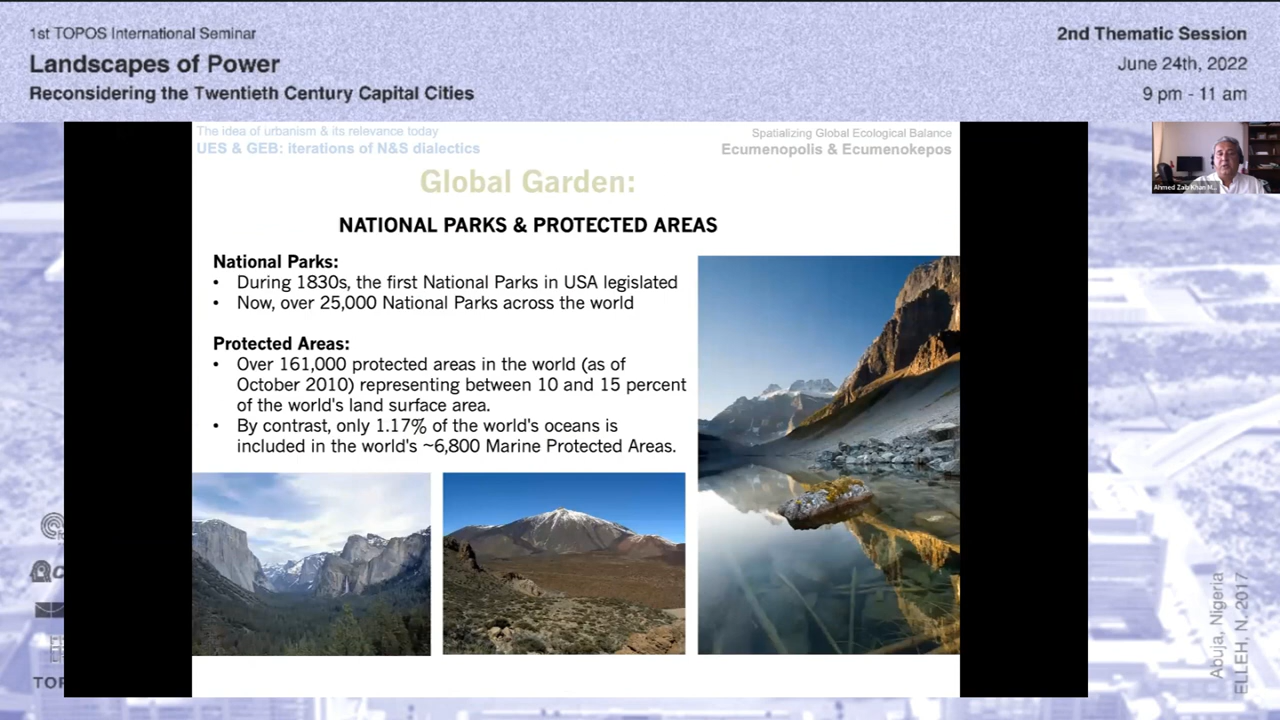 1st TOPOS International Seminar
Landscapes of Power
Reconsidering the Twentieth Century Capital Cities
2nd Thematic Session
June 24th, 2022
9 pm - 11 am
The idea of urbanism & its relevance today
UES & GEB: iterations of N&S dialectics
Spatializing Global Ecological Balance
Ecumenopolis & Ecumenokepos
Global Garden:
NATIONAL PARKS & PROTECTED AREAS
National Parks:
• During 1830s, the first National Parks in USA legislated
• Now, over 25,000 National Parks across the world
Protected Areas:
• Over 161,000 protected areas in the world (as of
October 2010) representing between 10 and 15 percent
of the world's land surface area.
• By contrast, only 1.17% of the world's oceans is
included in the world's ~6,800 Marine Protected Areas.
Ahmed Zaib Khan M...
TOP
Abuja, Nigeria
ELLEH, N. 2017